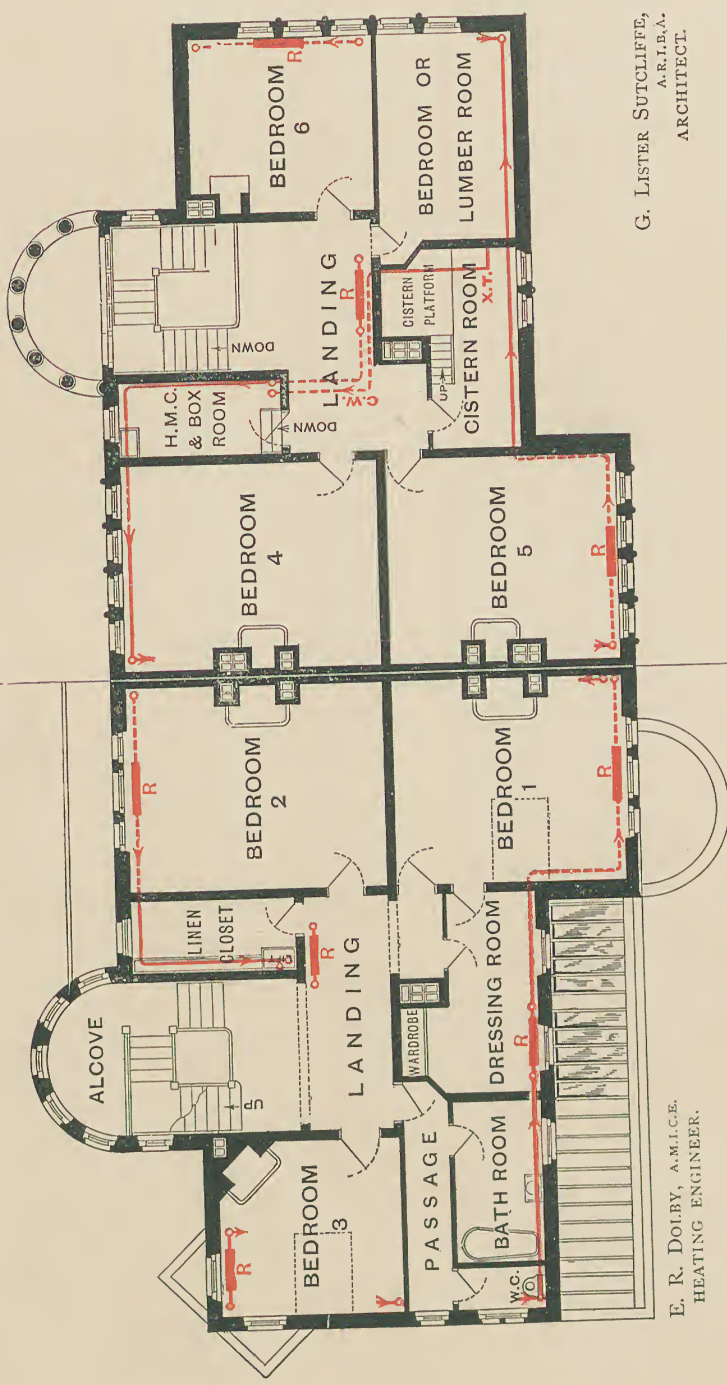 ALCOVE
UP
BEDROOM
3
R
PASSAGE
W.C.
BATH ROOM
LANDING
R
LINEN
CLOSET
WARDROBE
DRESSING ROOM
R
BEDROOM
2
R
BEDROOM
1
R
BEDROOM
4
BEDROOM
5
R
H.M.C.
& BOX
ROOM
DOWN
DOWN
LANDING
R
C.W.
CISTERN
PLATFORM
UP
CISTERN ROOM
X.T.
BEDROOM
6
R
BEDROOM OR
LUMBER ROOM
E. R. DOLBY, A.M.I.C.E.
HEATING ENGINEER.
G. LISTER SUTCLIFFE,
A.R.I.B.A.
ARCHITECT.